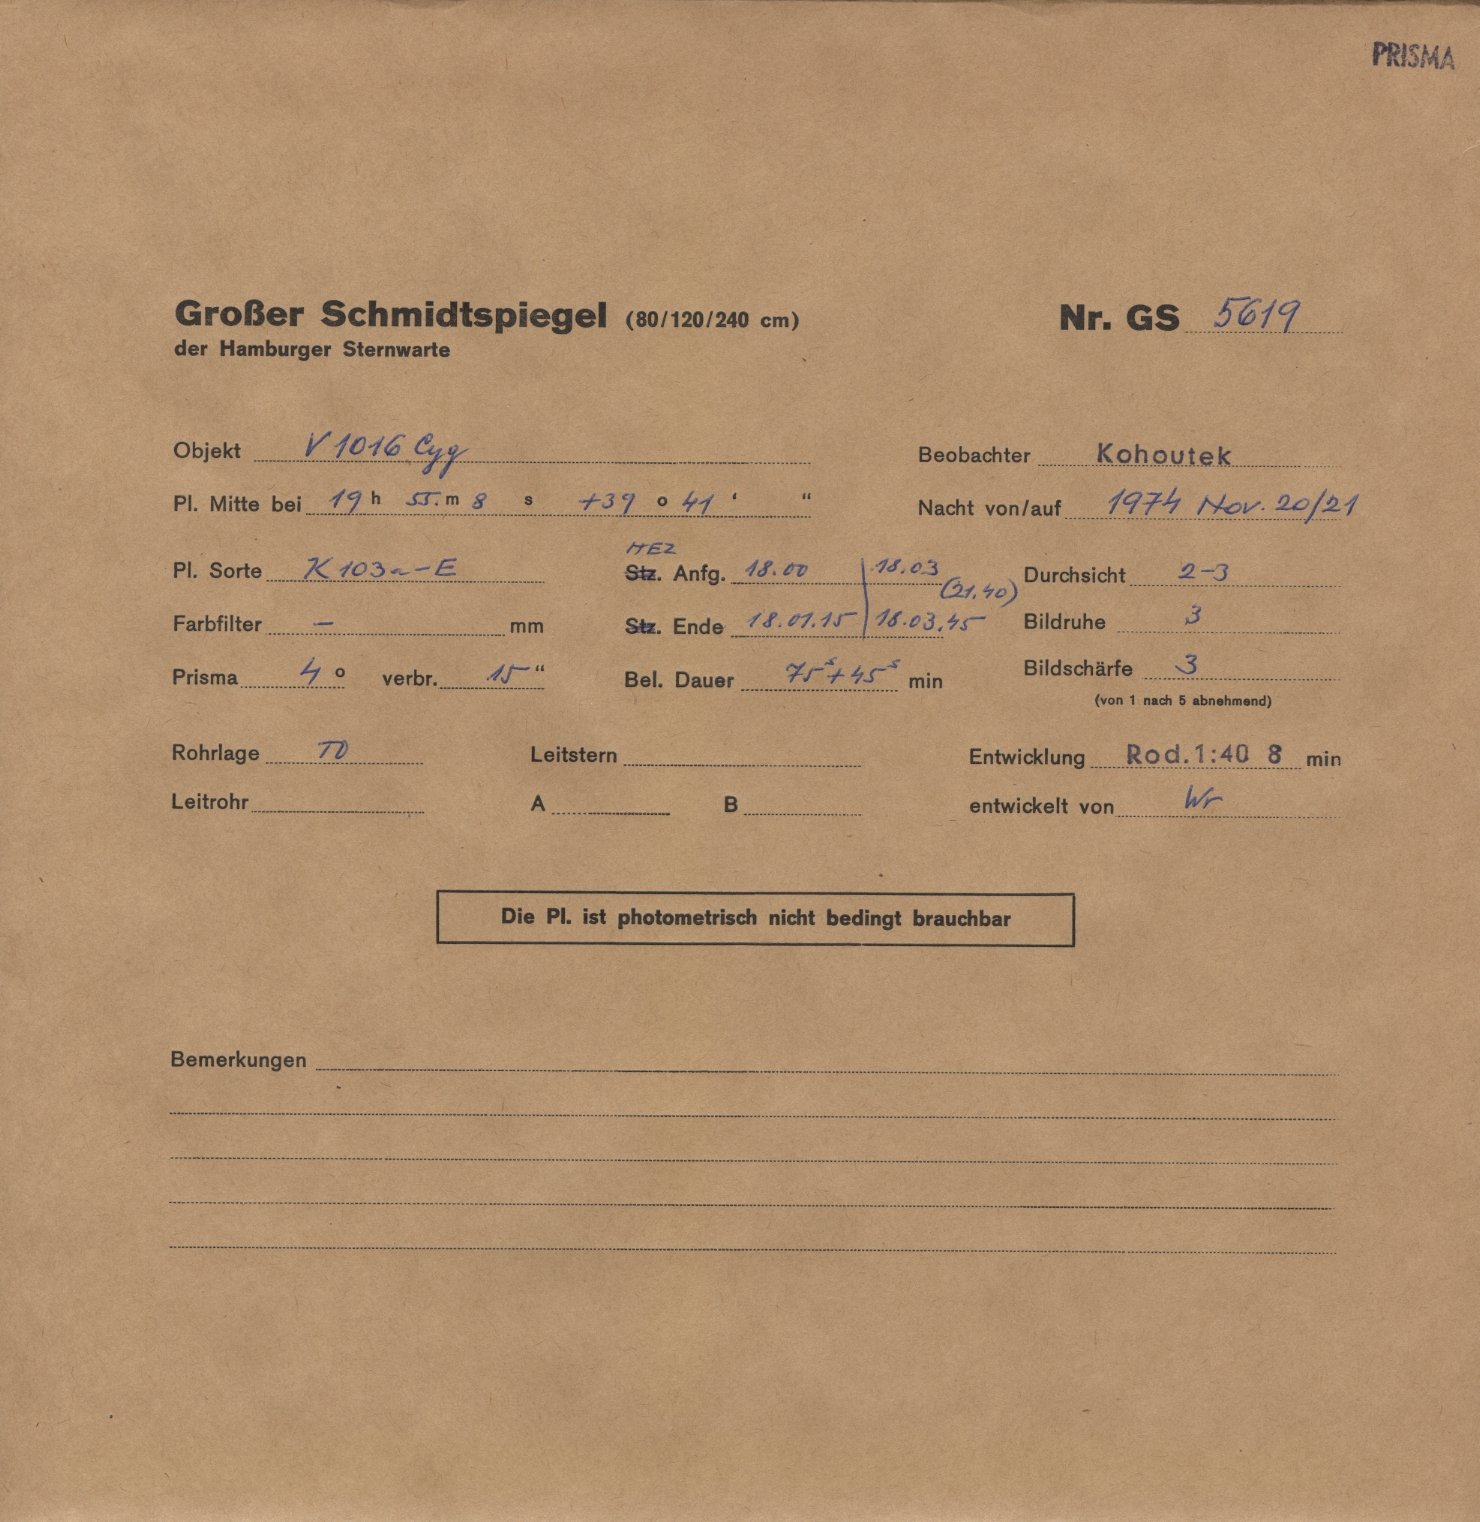 PRISMA
Großer Schmidtspiegel (80/120/240 cm) Nr. GS 5619
der Hamburger Sternwarte
Objekt V 1016 Cyg Beobachter Kohoutek
Pl. Mitte bei 19 h 55. m 8 s +39 o 41 ‘ “ Nacht von/auf 1974 Nov. 20/21
MEZ
Pl. Sorte K 103a-E Stz. Anfg. 18.00 | 18.03 Durchsicht 2-3
(21.40)
Farbfilter – mm Stz. Ende 18.01.15 | 18.03.45 Bildruhe 3
Prisma 4 o verbr. 15 “ Bel. Dauer 75s+45s min Bildschärfe 3
(von 1 nach 5 abnehmend)
Rohrlage TO Leitstern Entwicklung Rod.1:40 8 min
Leitrohr A B entwickelt von Wr
Die Pl. ist photometrisch nicht bedingt brauchbar
Bemerkungen